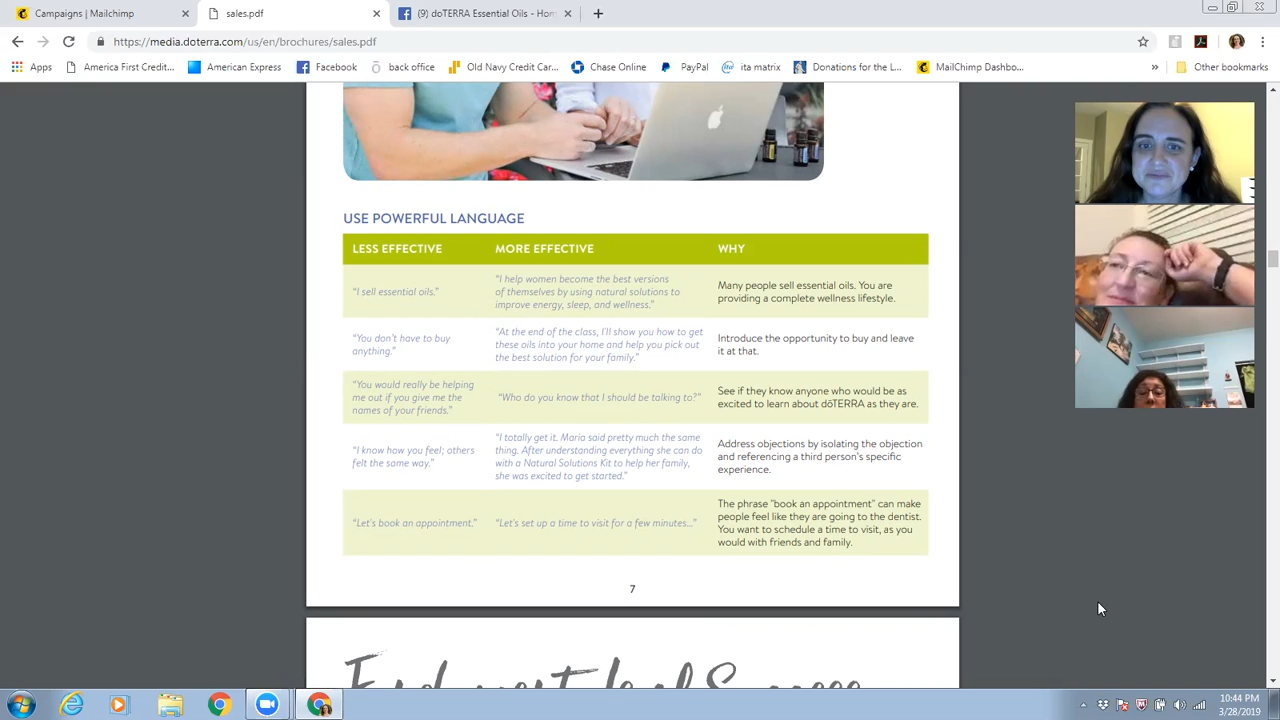 Campaigns | Mailchimp
sales.pdf
(9) doTERRA Essential Oils - Hom
https://media.doterra.com/us/en/brochures/sales.pdf
Apps
America First Credit...
American Express
Facebook
back office
Old Navy Credit Car...
Chase Online
PayPal
ita matrix
Donations for the L...
MailChimp Dashbo...
»
Other bookmarks
USE POWERFUL LANGUAGE
LESS EFFECTIVE
MORE EFFECTIVE
WHY
“I sell essential oils.”
“I help women become the best versions
of themselves by using natural solutions to
improve energy, sleep, and wellness.”
Many people sell essential oils. You are
providing a complete wellness lifestyle.
“You don’t have to buy
anything.”
“At the end of the class, I’ll show you how to get
these oils into your home and help you pick out
the best solution for your family.”
Introduce the opportunity to buy and leave
it at that.
“You would really be helping
me out if you give me the
names of your friends.”
“Who do you know that I should be talking to?”
See if they know anyone who would be as
excited to learn about dōTERRA as they are.
“I know how you feel; others
felt the same way.”
“I totally get it. Maria said pretty much the same
thing. After understanding everything she can do
with a Natural Solutions Kit to help her family,
she was excited to get started.”
Address objections by isolating the objection
and referencing a third person’s specific
experience.
“Let’s book an appointment.”
“Let’s set up a time to visit for a few minutes...”
The phrase "book an appointment" can make
people feel like they are going to the dentist.
You want to schedule a time to visit, as you
would with friends and family.
7
10:44 PM
3/28/2019